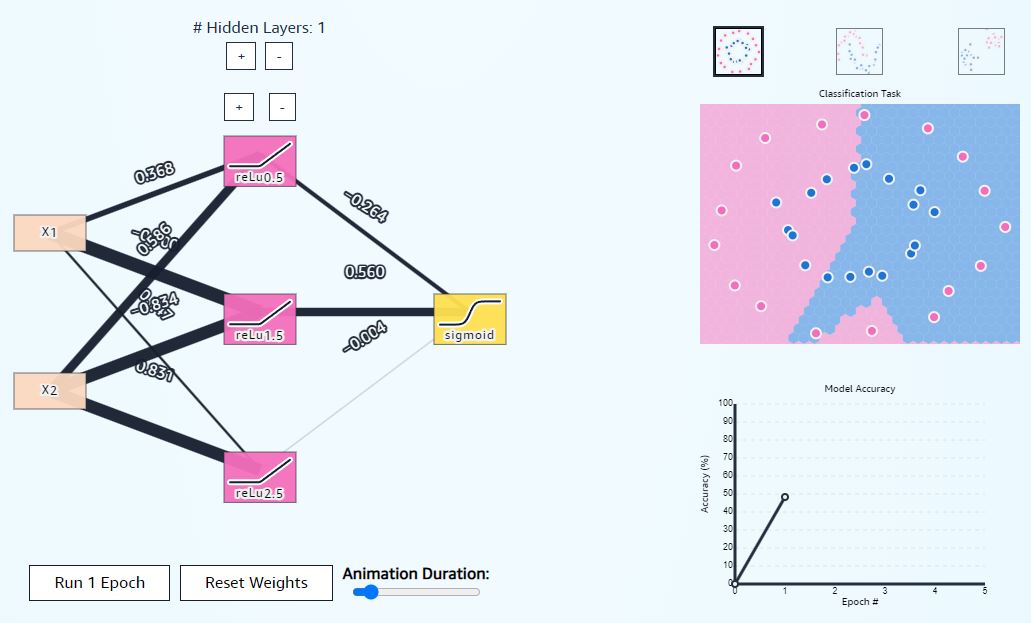 # Hidden Layers: 1
+ -
+ -
X1
X2
0.368
0.586
-0.834
0.831
reLu0.5
reLu1.5
reLu2.5
-0.264
0.560
-0.004
sigmoid
Run 1 Epoch
Reset Weights
Animation Duration:
Classification Task
Model Accuracy
Accuracy (%)
100
90
80
70
60
50
40
30
20
10
0
0 1 2 3 4 5
Epoch #